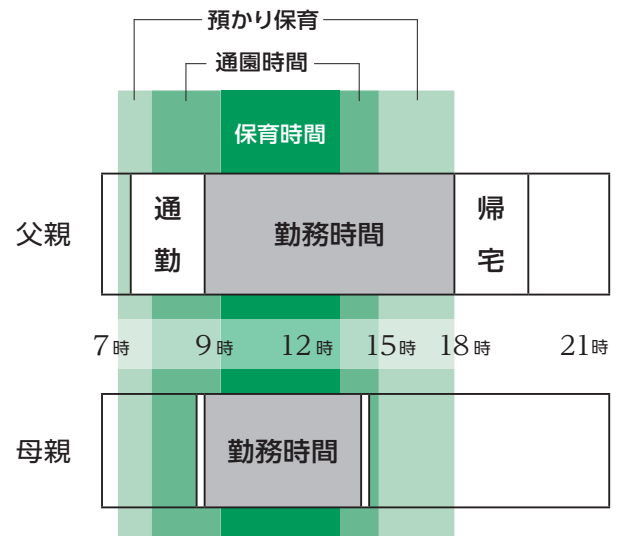 預かり保育
通園時間
保育時間
父親
通勤
勤務時間
帰宅
7時 9時 12時 15時 18時 21時
母親
勤務時間